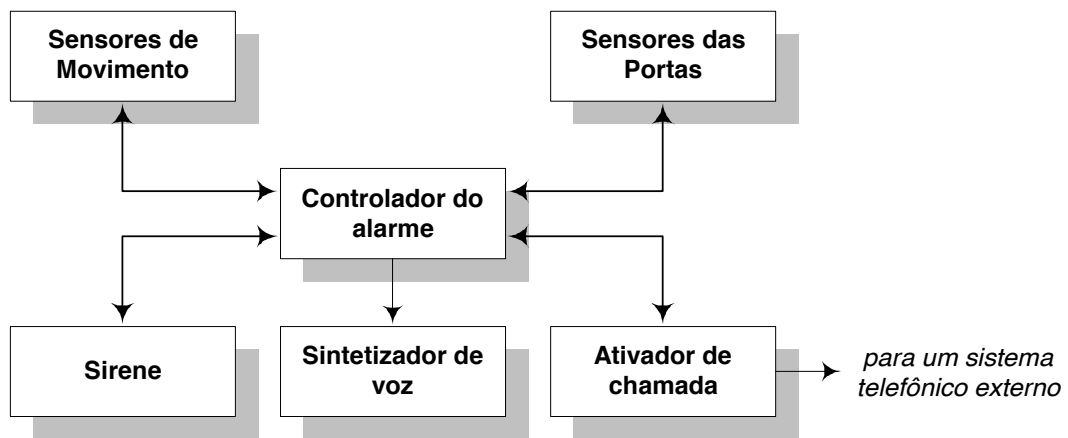 Sensores de
Movimento
Sensores das
Portas
Controlador do
alarme
Sirene
Sintetizador de
voz
Ativador de
chamada
para um sistema
telefônico externo